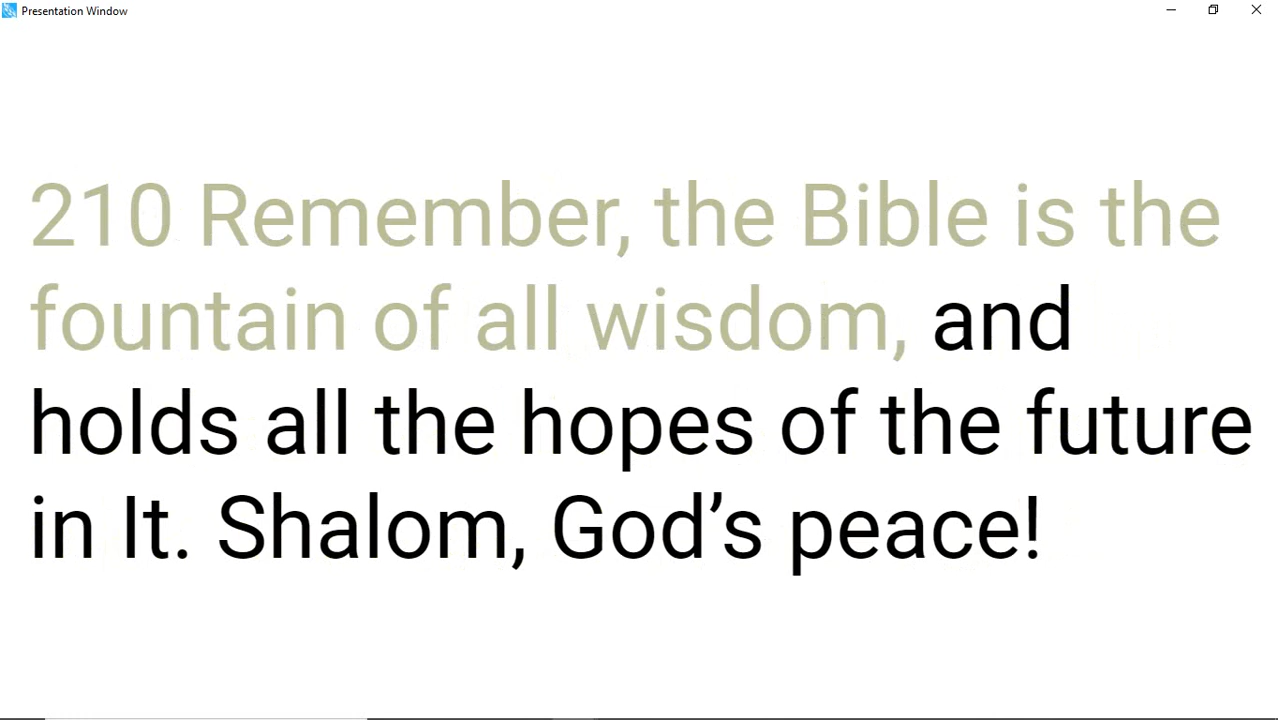 Presentation Window
210 Remember, the Bible is the
fountain of all wisdom, and
holds all the hopes of the future
in It. Shalom, God’s peace!